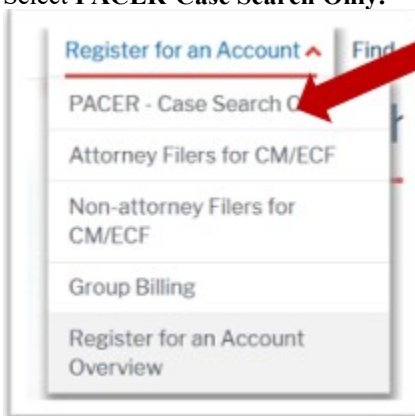 Select PACER Case Search Only.
Register for an Account Find
PACER - Case Search O
Attorney Filers for CM/ECF
Non-attorney Filers for
CM/ECF
Group Billing
Register for an Account
Overview